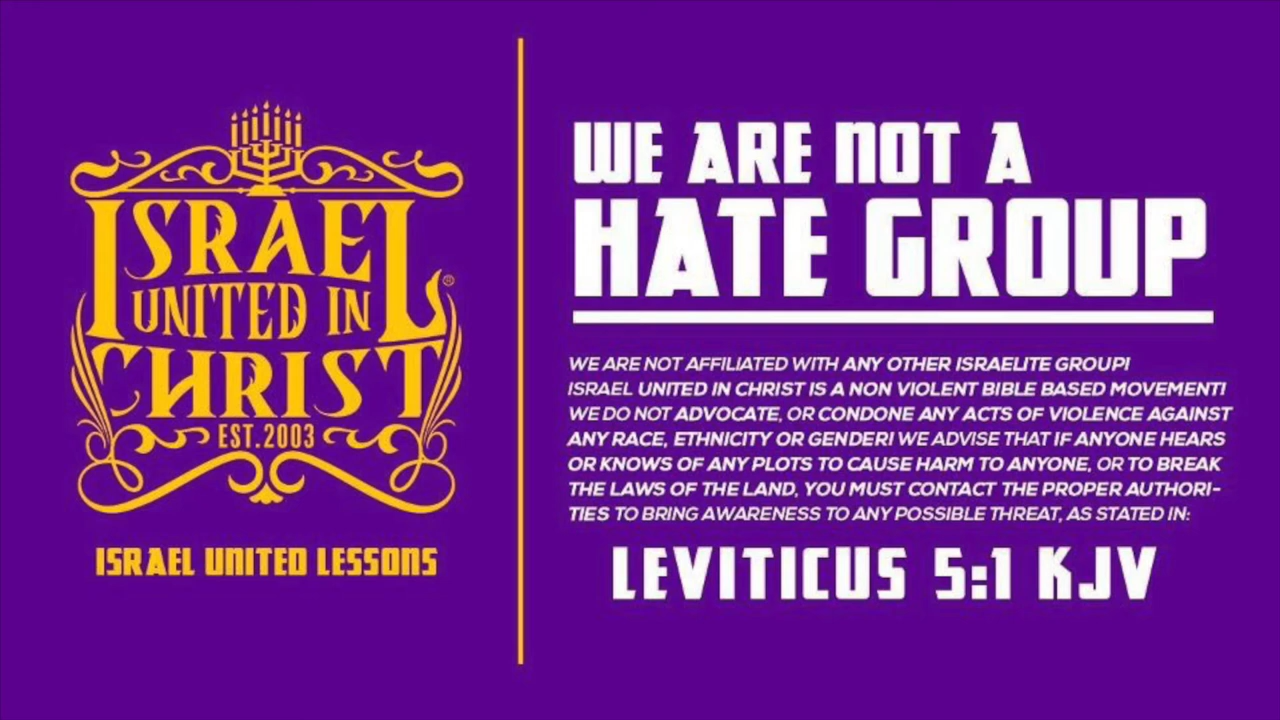 ISRAEL
UNITED IN
CHRIST
EST.2003
ISRAEL UNITED LESSONS
WE ARE NOT A
HATE GROUP
WE ARE NOT AFFILIATED WITH ANY OTHER ISRAELITE GROUP!
ISRAEL UNITED IN CHRIST IS A NON VIOLENT BIBLE BASED MOVEMENT!
WE DO NOT ADVOCATE, OR CONDONE ANY ACTS OF VIOLENCE AGAINST
ANY RACE, ETHNICITY OR GENDER! WE ADVISE THAT IF ANYONE HEARS
OR KNOWS OF ANY PLOTS TO CAUSE HARM TO ANYONE, OR TO BREAK
THE LAWS OF THE LAND, YOU MUST CONTACT THE PROPER AUTHORI-
TIES TO BRING AWARENESS TO ANY POSSIBLE THREAT, AS STATED IN:
LEVITICUS 5:1 KJV